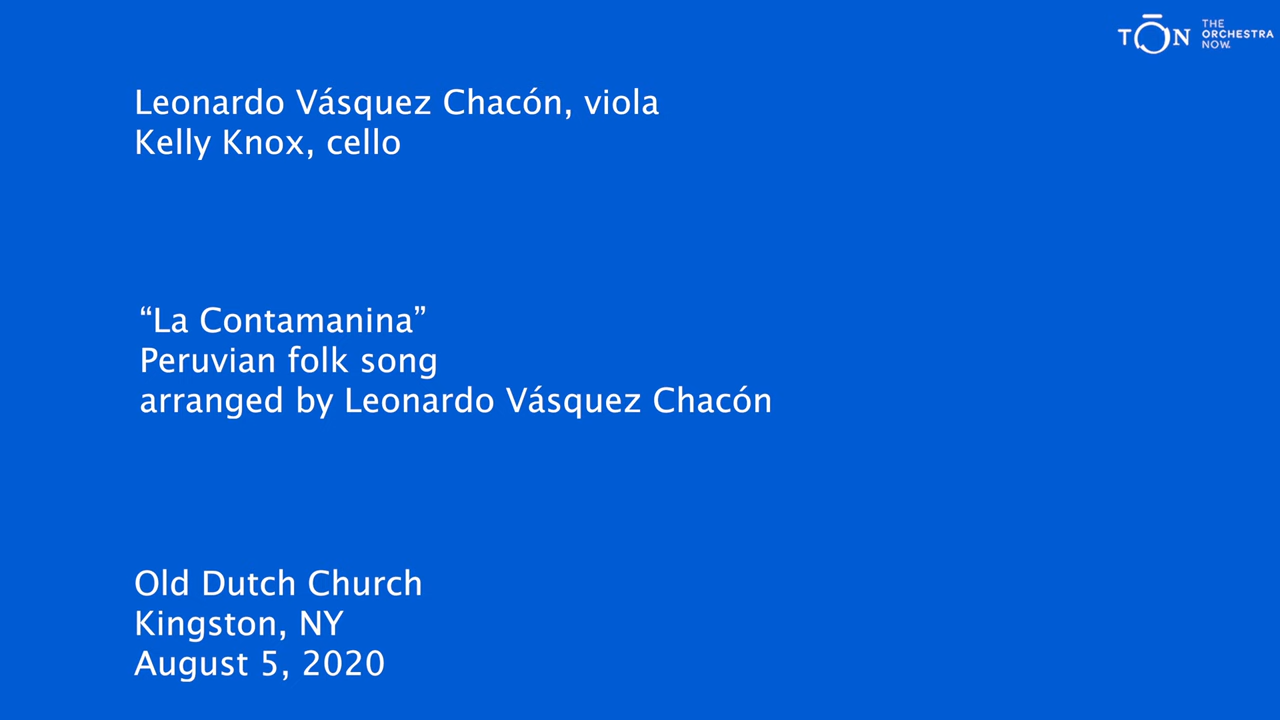 TŌN THE
ORCHESTRA
NOW.
Leonardo Vásquez Chacón, viola
Kelly Knox, cello
“La Contamanina”
Peruvian folk song
arranged by Leonardo Vásquez Chacón
Old Dutch Church
Kingston, NY
August 5, 2020